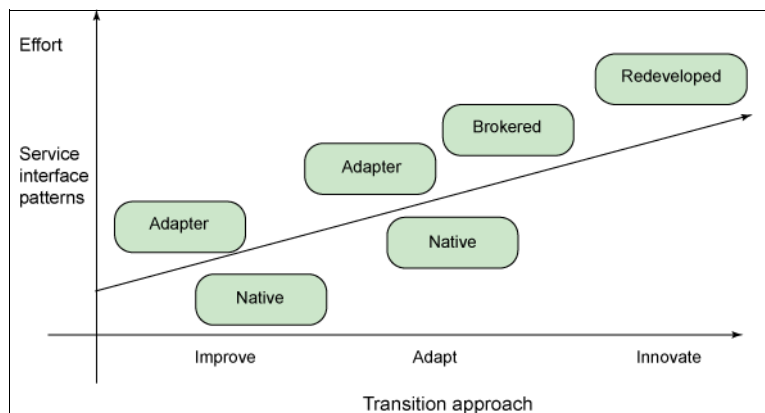 Effort
Redeveloped
Brokered
Service
interface
patterns
Adapter
Adapter
Native
Native
Improve
Adapt
Innovate
Transition approach